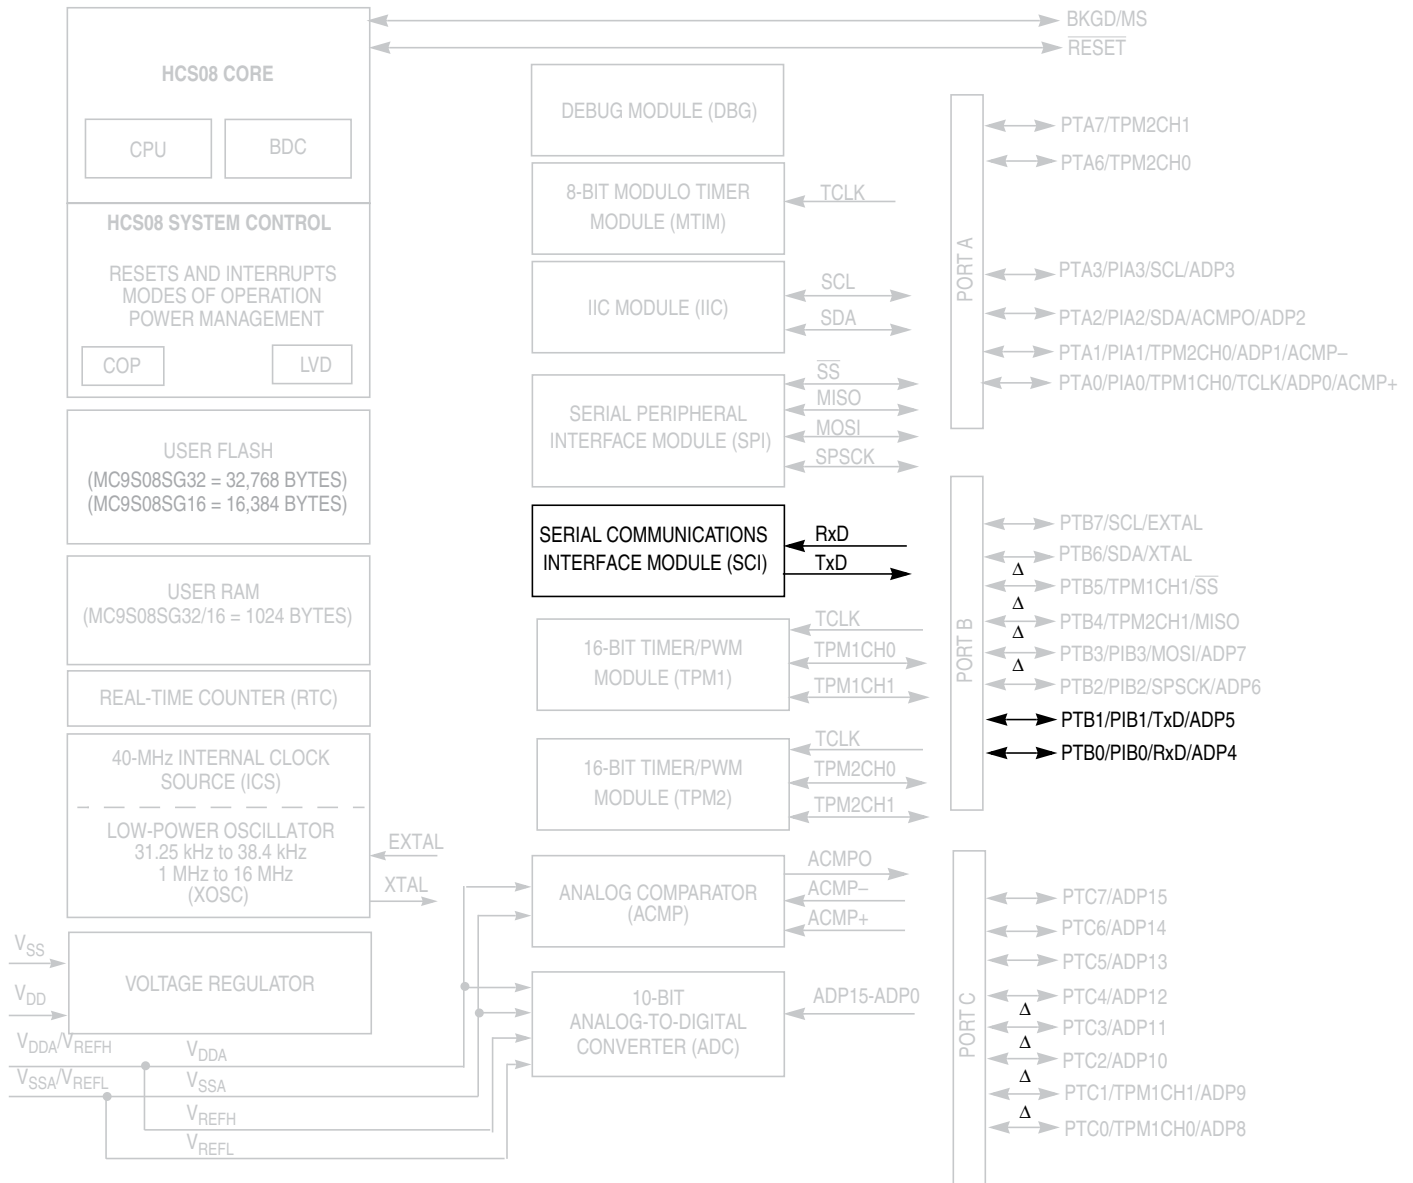 BKGD/MS
RESET
HCS08 CORE
CPU
BDC
HCS08 SYSTEM CONTROL
RESETS AND INTERRUPTS
MODES OF OPERATION
POWER MANAGEMENT
COP
LVD
USER FLASH
(MC9S08SG32 = 32,768 BYTES)
(MC9S08SG16 = 16,384 BYTES)
USER RAM
(MC9S08SG32/16 = 1024 BYTES)
REAL-TIME COUNTER (RTC)
40-MHz INTERNAL CLOCK
SOURCE (ICS)
LOW-POWER OSCILLATOR
31.25 kHz to 38.4 kHz
1 MHz to 16 MHz
(XOSC)
EXTAL
XTAL
VSS
VDD
VOLTAGE REGULATOR
VDDA/VREFH
VSSA/VREFL
VDDA
VSSA
VREFH
VREFL
DEBUG MODULE (DBG)
8-BIT MODULO TIMER
MODULE (MTIM)
TCLK
IIC MODULE (IIC)
SCL
SDA
SERIAL PERIPHERAL
INTERFACE MODULE (SPI)
SS
MISO
MOSI
SPSCK
SERIAL COMMUNICATIONS
INTERFACE MODULE (SCI)
RxD
TxD
16-BIT TIMER/PWM
MODULE (TPM1)
TCLK
TPM1CH0
TPM1CH1
16-BIT TIMER/PWM
MODULE (TPM2)
TCLK
TPM2CH0
TPM2CH1
ANALOG COMPARATOR
(ACMP)
ACMPO
ACMP–
ACMP+
10-BIT
ANALOG-TO-DIGITAL
CONVERTER (ADC)
ADP15-ADP0
PORT A
PTA7/TPM2CH1
PTA6/TPM2CH0
PTA3/PIA3/SCL/ADP3
PTA2/PIA2/SDA/ACMPO/ADP2
PTA1/PIA1/TPM2CH0/ADP1/ACMP–
PTA0/PIA0/TPM1CH0/TCLK/ADP0/ACMP+
PORT B
PTB7/SCL/EXTAL
PTB6/SDA/XTAL
Δ
PTB5/TPM1CH1/SS
Δ
PTB4/TPM2CH1/MISO
Δ
PTB3/PIB3/MOSI/ADP7
Δ
PTB2/PIB2/SPSCK/ADP6
PTB1/PIB1/TxD/ADP5
PTB0/PIB0/RxD/ADP4
PORT C
PTC7/ADP15
PTC6/ADP14
PTC5/ADP13
PTC4/ADP12
Δ
PTC3/ADP11
Δ
PTC2/ADP10
Δ
PTC1/TPM1CH1/ADP9
Δ
PTC0/TPM1CH0/ADP8